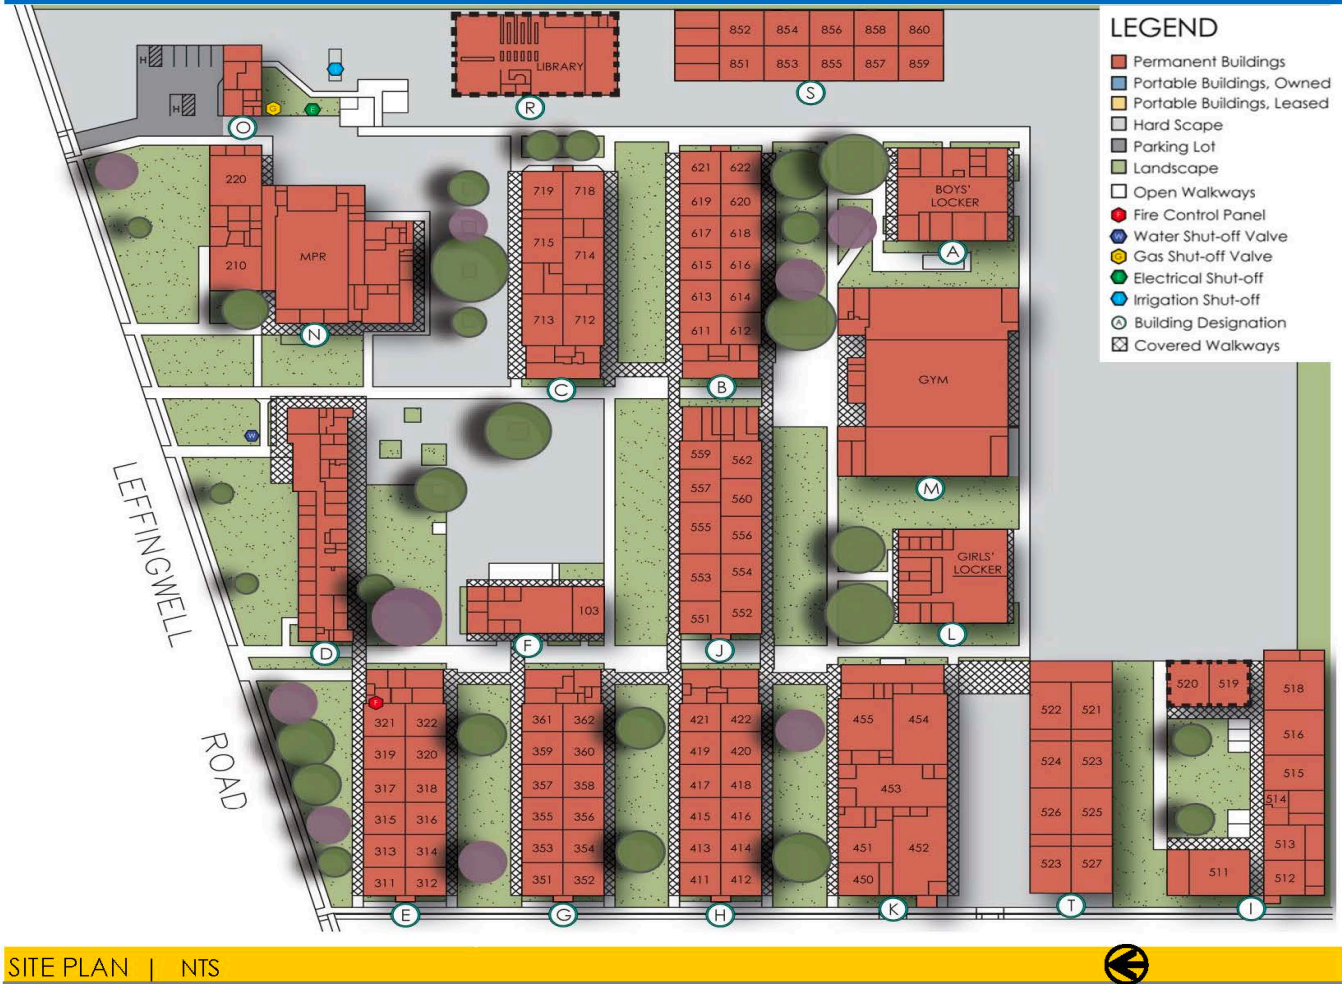 LEGEND
Permanent Buildings
Portable Buildings, Owned
Portable Buildings, Leased
Hard Scape
Parking Lot
Landscape
Open Walkways
F Fire Control Panel
W Water Shut-off Valve
G Gas Shut-off Valve
E Electrical Shut-off
I Irrigation Shut-off
A Building Designation
Covered Walkways
LIBRARY
R
852 854 856 858 860
851 853 855 857 859
S
H
H
G E
O
220
210
MPR
N
719 718
715
714
713 712
C
621 622
619 620
617 618
615 616
613 614
611 612
B
BOYS'
LOCKER
A
GYM
M
W
D
103
F
559
562
557
560
555
556
553
554
551
552
J
GIRLS'
LOCKER
L
LEFFINGWELL
ROAD
F
321 322
319 320
317 318
315 316
313 314
311 312
E
361 362
359 360
357 358
355 356
353 354
351 352
G
421 422
419 420
417 418
415 416
413 414
411 412
H
455 454
453
451 452
450
K
522 521
524 523
526 525
523 527
T
520 519
518
516
515
514
513
511
512
I
SITE PLAN | NTS